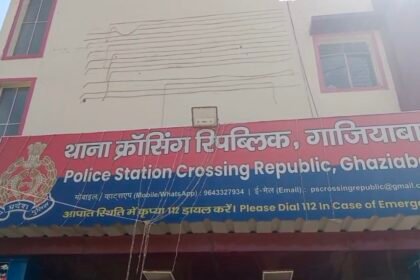 थाना क्रॉसिंग रिपब्लिक, गाजियाबा
Police Station Crossing Republic, Ghaziab
मोबाइल/व्हाट्सएप (Mobile/WhatsApp) : 9643327934 | ई-मेल (Email) : pscrossingrepublic@gmail.
आपात स्थिति में कृप्या 112 डायल करें। Please Dial 112 In Case of Emerge